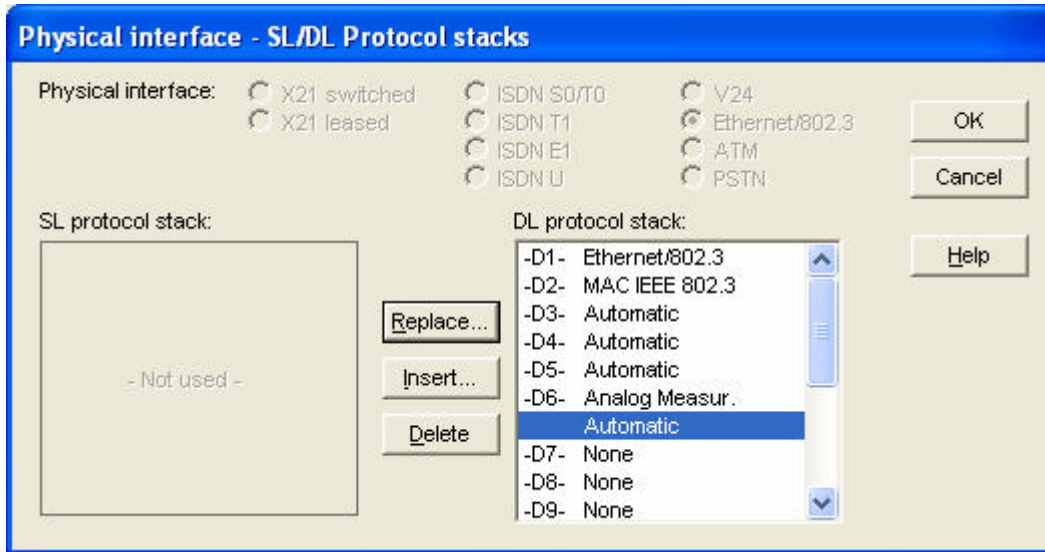 Physical interface - SL/DL Protocol stacks
Physical interface:
X21 switched
X21 leased
ISDN S0/T0
ISDN T1
ISDN E1
ISDN U
V24
Ethernet/802.3
ATM
PSTN
OK
Cancel
Help
SL protocol stack:
- Not used -
Replace...
Insert...
Delete
DL protocol stack:
-D1- Ethernet/802.3
-D2- MAC IEEE 802.3
-D3- Automatic
-D4- Automatic
-D5- Automatic
-D6- Analog Measur.
Automatic
-D7- None
-D8- None
-D9- None